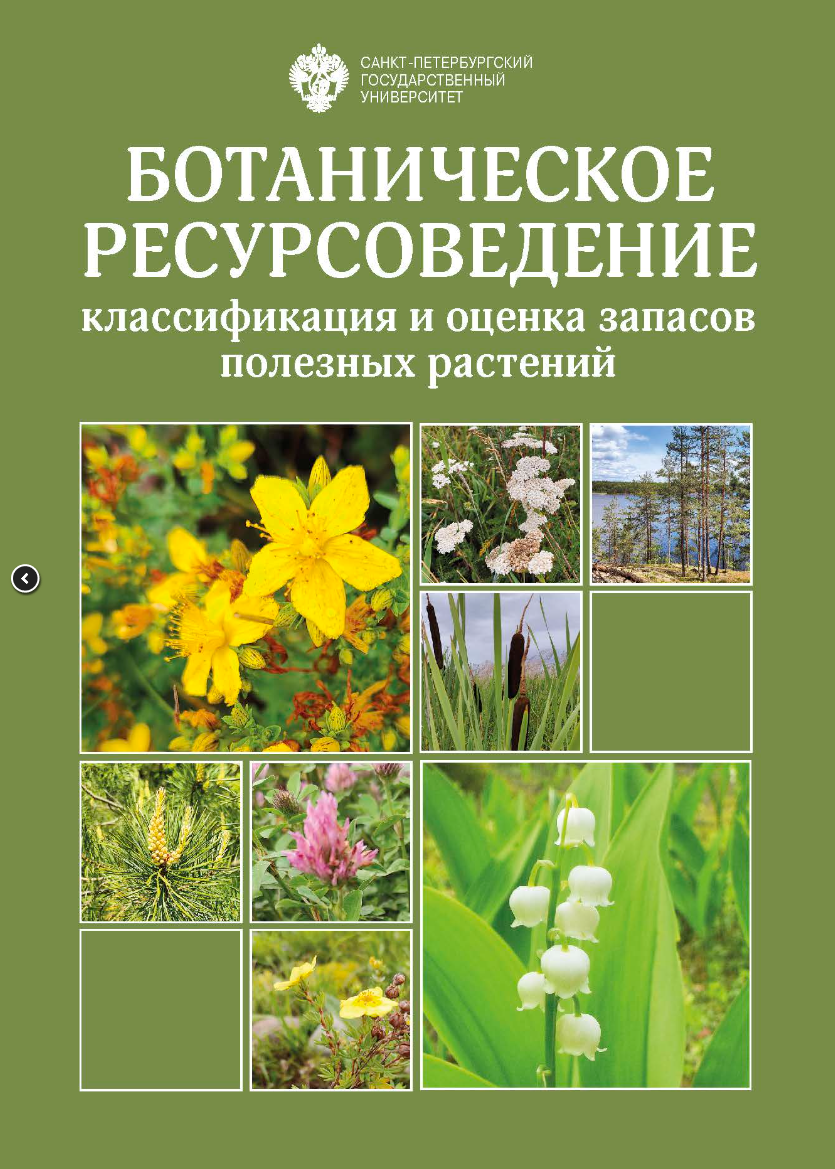 САНКТ-ПЕТЕРБУРГСКИЙ
ГОСУДАРСТВЕННЫЙ
УНИВЕРСИТЕТ
БОТАНИЧЕСКОЕ
РЕСУРСОВЕДЕНИЕ
классификация и оценка запасов
полезных растений